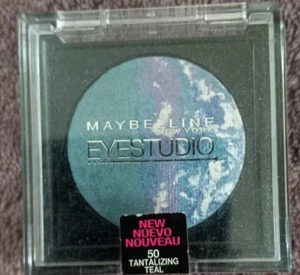 MAYBELLINE
NEW YORK
EYESTUDIO
NEW
NUEVO
NOUVEAU
50
TANTALIZING
TEAL